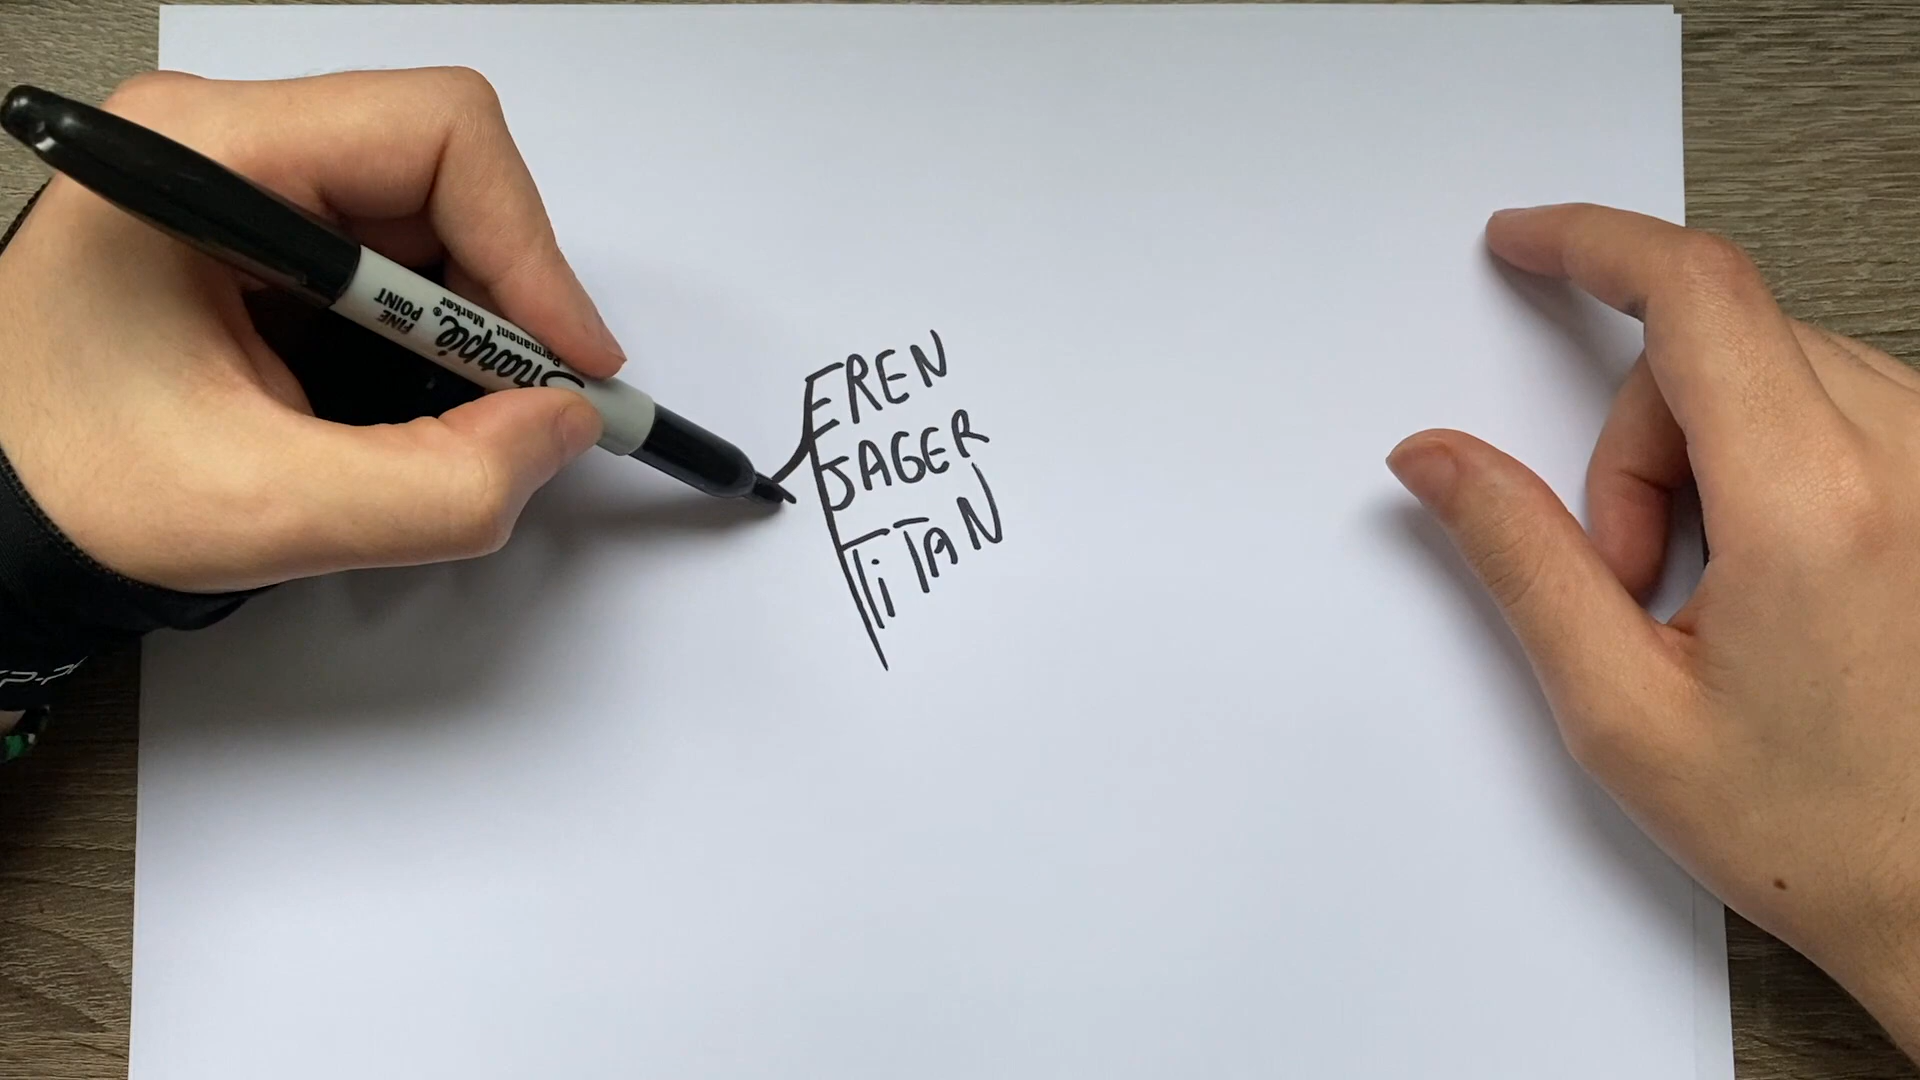 EREN
JAGER
TiTAN
Sharpie®
Permanent Marker
FINE
POINT